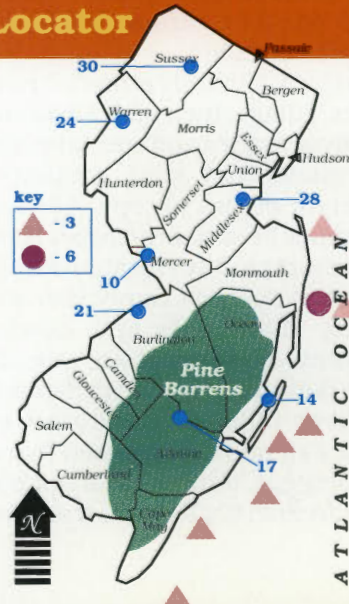 Locator
Passaic
30
Sussex
Bergen
24
Warren
Morris
Essex
Hudson
Union
Hunterdon
Somerset
28
key
- 3
- 6
Middlesex
10
Mercer
Monmouth
21
Ocean
Burlington
Pine
Barrens
Camden
Gloucester
14
Salem
17
Atlantic
Cumberland
Cape
May
N
ATLANTIC OCEAN